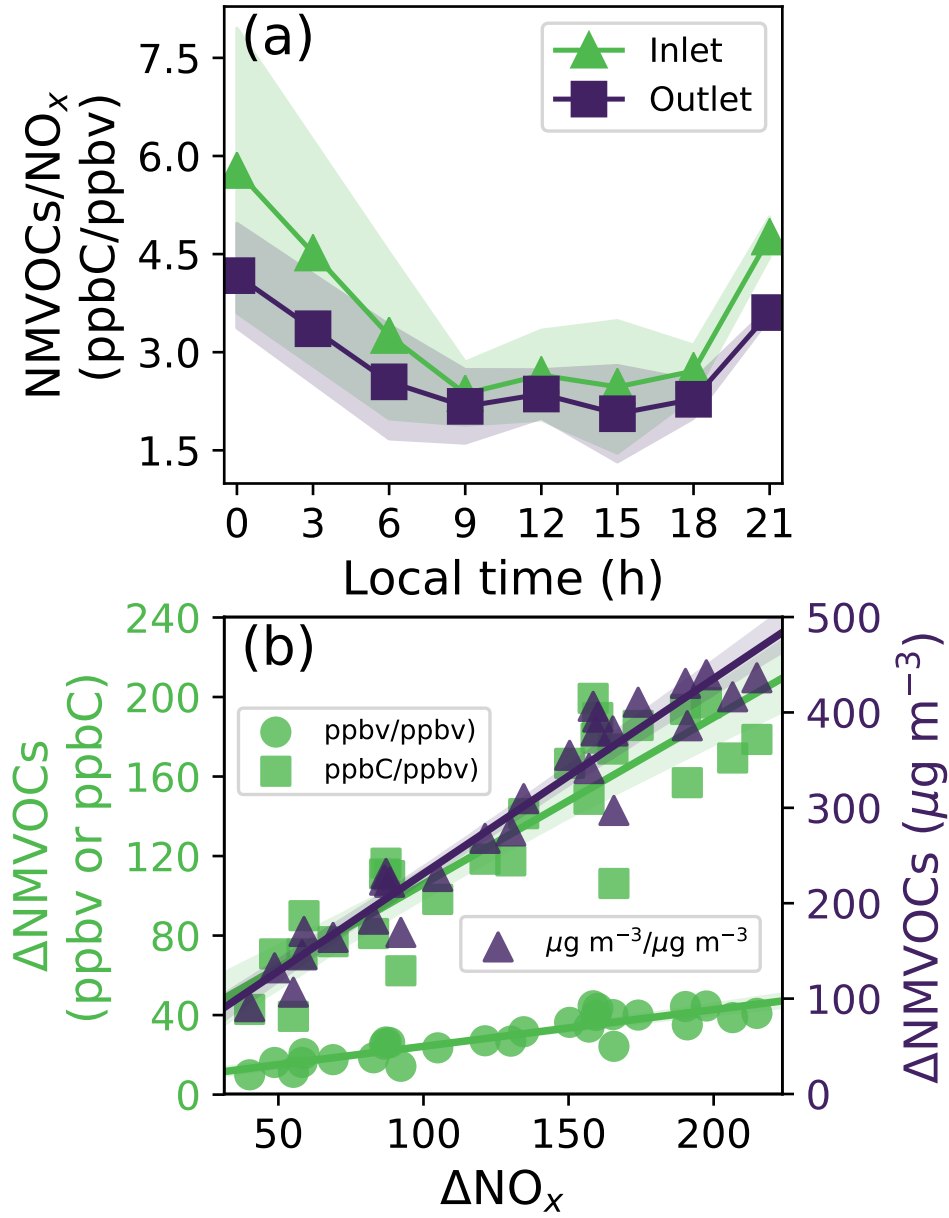 (a)
Inlet
Outlet
NMVOCs/NOₓ
(ppbC/ppbv)
7.5
6.0
4.5
3.0
1.5
0 3 6 9 12 15 18 21
Local time (h)
(b)
ppbv/ppbv)
ppbC/ppbv)
μg m⁻³/μg m⁻³
ΔNMVOCs
(ppbv or ppbC)
240
200
160
120
80
40
0
500
400
300
200
100
0
ΔNMVOCs (μg m⁻³)
50 100 150 200
ΔNOₓ